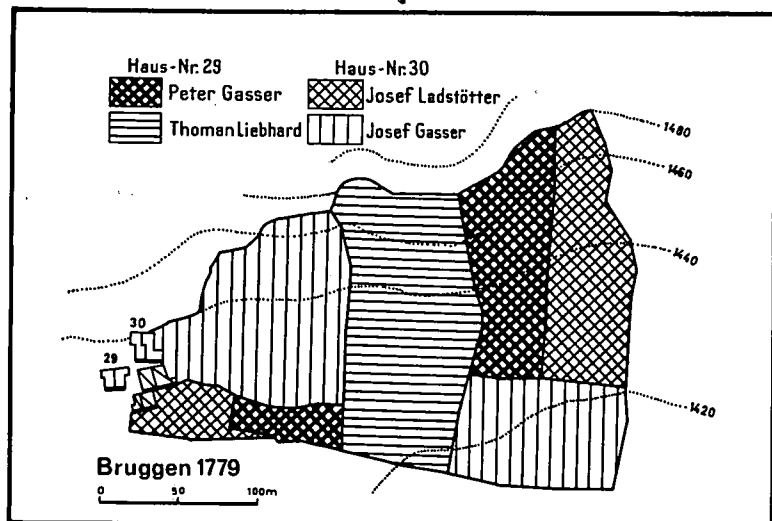 Haus-Nr.29 Haus-Nr.30
Peter Gasser Josef Ladstötter
Thoman Liebhard Josef Gasser
1480
1460
1440
30
29
1420
Bruggen 1779
0 50 100m